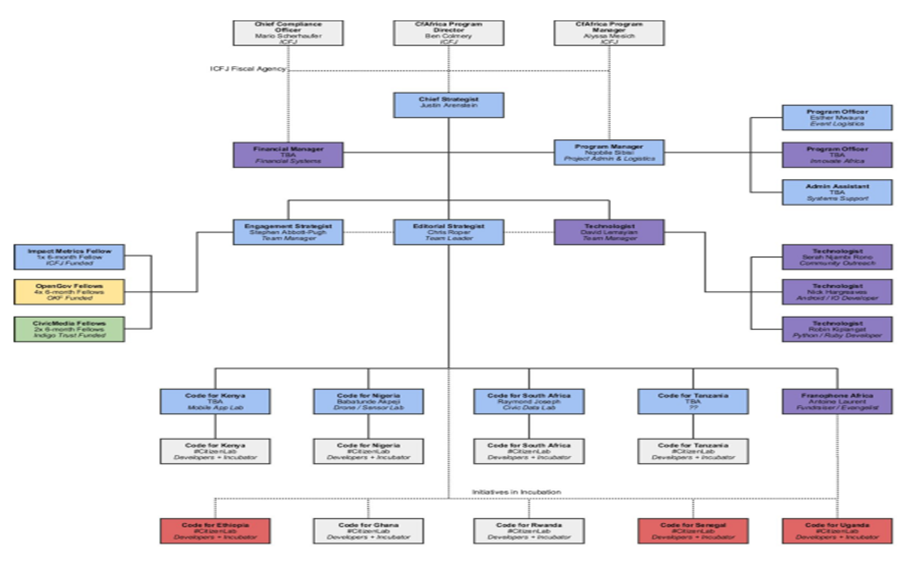 Chief Compliance
Officer
Mario Scherhaufer
ICFJ
CfAfrica Program
Director
Ben Colmery
ICFJ
CfAfrica Program
Manager
Alyssa Meisich
ICFJ
ICFJ Fiscal Agency
Chief Strategist
Justin Arenstein
Financial Manager
TBA
Financial Systems
Program Manager
Nqobile Sibisi
Project Admin & Logistics
Program Officer
Esther Mwaura
Event Logistics
Program Officer
TBA
Innovate Africa
Admin Assistant
TBA
Systems Support
Engagement Strategist
Stephen Abbott-Pugh
Team Manager
Editorial Strategist
Chris Roper
Team Leader
Technologist
David Lemayian
Team Manager
Impact Metrics Fellow
1x 6-month Fellow
ICFJ Funded
OpenGov Fellows
4x 6-month Fellows
OKF Funded
CivicMedia Fellows
2x 6-month Fellows
Indigo Trust Funded
Technologist
Serah Njambi Rono
Community Outreach
Technologist
Nick Hargreaves
Android / IO Developer
Technologist
Robin Kiplangat
Python / Ruby Developer
Code for Kenya
TBA
Mobile App Lab
Code for Nigeria
Babatunde Akpeji
Drone / Sensor Lab
Code for South Africa
Raymond Joseph
Civic Data Lab
Code for Tanzania
TBA
??
Francophone Africa
Antoine Laurent
Fundraiser / Evangelist
Code for Kenya
#CitizenLab
Developers + Incubator
Code for Nigeria
#CitizenLab
Developers + Incubator
Code for South Africa
#CitizenLab
Developers + Incubator
Code for Tanzania
#CitizenLab
Developers + Incubator
Initiatives in Incubation
Code for Ethiopia
#CitizenLab
Developers + Incubator
Code for Ghana
#CitizenLab
Developers + Incubator
Code for Rwanda
#CitizenLab
Developers + Incubator
Code for Senegal
#CitizenLab
Developers + Incubator
Code for Uganda
#CitizenLab
Developers + Incubator